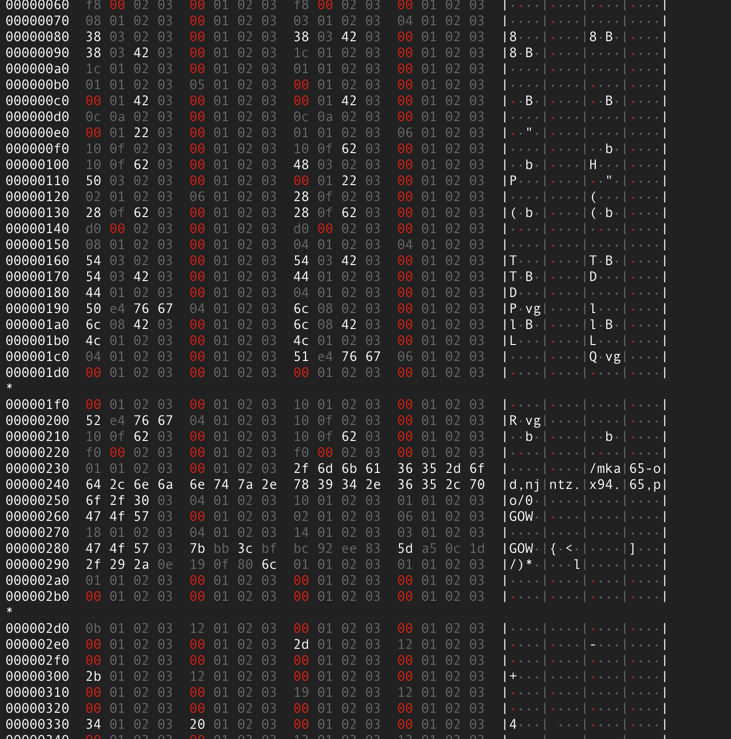 00000060 f8 00 02 03 00 01 02 03 f8 00 02 03 00 01 02 03 |····|····|····|····|
00000070 08 01 02 03 00 01 02 03 03 01 02 03 04 01 02 03 |····|····|····|····|
00000080 38 03 02 03 00 01 02 03 38 03 42 03 00 01 02 03 |8···|····|8·B·|····|
00000090 38 03 42 03 00 01 02 03 1c 01 02 03 00 01 02 03 |8·B·|····|····|····|
000000a0 1c 01 02 03 00 01 02 03 01 01 02 03 00 01 02 03 |····|····|····|····|
000000b0 01 01 02 03 05 01 02 03 00 01 02 03 00 01 02 03 |····|····|····|····|
000000c0 00 01 42 03 00 01 02 03 00 01 42 03 00 01 02 03 |··B·|····|··B·|····|
000000d0 0c 0a 02 03 00 01 02 03 0c 0a 02 03 00 01 02 03 |····|····|····|····|
000000e0 00 01 22 03 00 01 02 03 01 01 02 03 06 01 02 03 |··"·|····|····|····|
000000f0 10 0f 02 03 00 01 02 03 10 0f 62 03 00 01 02 03 |····|····|··b·|····|
00000100 10 0f 62 03 00 01 02 03 48 03 02 03 00 01 02 03 |··b·|····|H···|····|
00000110 50 03 02 03 00 01 02 03 00 01 22 03 00 01 02 03 |P···|····|··"·|····|
00000120 02 01 02 03 06 01 02 03 28 0f 02 03 00 01 02 03 |····|····|(···|····|
00000130 28 0f 62 03 00 01 02 03 28 0f 62 03 00 01 02 03 |(·b·|····|(·b·|····|
00000140 d0 00 02 03 00 01 02 03 d0 00 02 03 00 01 02 03 |····|····|····|····|
00000150 08 01 02 03 00 01 02 03 04 01 02 03 04 01 02 03 |····|····|····|····|
00000160 54 03 02 03 00 01 02 03 54 03 42 03 00 01 02 03 |T···|····|T·B·|····|
00000170 54 03 42 03 00 01 02 03 44 01 02 03 00 01 02 03 |T·B·|····|D···|····|
00000180 44 01 02 03 00 01 02 03 04 01 02 03 00 01 02 03 |D···|····|····|····|
00000190 50 e4 76 67 04 01 02 03 6c 08 02 03 00 01 02 03 |P·vg|····|l···|····|
000001a0 6c 08 42 03 00 01 02 03 6c 08 42 03 00 01 02 03 |l·B·|····|l·B·|····|
000001b0 4c 01 02 03 00 01 02 03 4c 01 02 03 00 01 02 03 |L···|····|L···|····|
000001c0 04 01 02 03 00 01 02 03 51 e4 76 67 06 01 02 03 |····|····|Q·vg|····|
000001d0 00 01 02 03 00 01 02 03 00 01 02 03 00 01 02 03 |····|····|····|····|
*
000001f0 00 01 02 03 00 01 02 03 10 01 02 03 00 01 02 03 |····|····|····|····|
00000200 52 e4 76 67 04 01 02 03 10 0f 02 03 00 01 02 03 |R·vg|····|····|····|
00000210 10 0f 62 03 00 01 02 03 10 0f 62 03 00 01 02 03 |··b·|····|··b·|····|
00000220 f0 00 02 03 00 01 02 03 f0 00 02 03 00 01 02 03 |····|····|····|····|
00000230 01 01 02 03 00 01 02 03 2f 6d 6b 61 36 35 2d 6f |····|····|/mka|65-o|
00000240 64 2c 6e 6a 6e 74 7a 2e 78 39 34 2e 36 35 2c 70 |d,nj|ntz.|x94.|65,p|
00000250 6f 2f 30 03 04 01 02 03 10 01 02 03 01 01 02 03 |o/0·|····|····|····|
00000260 47 4f 57 03 00 01 02 03 02 01 02 03 06 01 02 03 |GOW·|····|····|····|
00000270 18 01 02 03 04 01 02 03 14 01 02 03 03 01 02 03 |····|····|····|····|
00000280 47 4f 57 03 7b bb 3c bf bc 92 ee 83 5d a5 0c 1d |GOW·|{·<·|····|]···|
00000290 2f 29 2a 0e 19 0f 80 6c 01 01 02 03 01 01 02 03 |/)*·|···l|····|····|
000002a0 01 01 02 03 00 01 02 03 00 01 02 03 00 01 02 03 |····|····|····|····|
000002b0 00 01 02 03 00 01 02 03 00 01 02 03 00 01 02 03 |····|····|····|····|
*
000002d0 0b 01 02 03 12 01 02 03 00 01 02 03 00 01 02 03 |····|····|····|····|
000002e0 00 01 02 03 00 01 02 03 2d 01 02 03 12 01 02 03 |····|····|-···|····|
000002f0 00 01 02 03 00 01 02 03 00 01 02 03 00 01 02 03 |····|····|····|····|
00000300 2b 01 02 03 12 01 02 03 00 01 02 03 00 01 02 03 |+···|····|····|····|
00000310 00 01 02 03 00 01 02 03 19 01 02 03 12 01 02 03 |····|····|····|····|
00000320 00 01 02 03 00 01 02 03 00 01 02 03 00 01 02 03 |····|····|····|····|
00000330 34 01 02 03 20 01 02 03 00 01 02 03 00 01 02 03 |4···| ···|····|····|